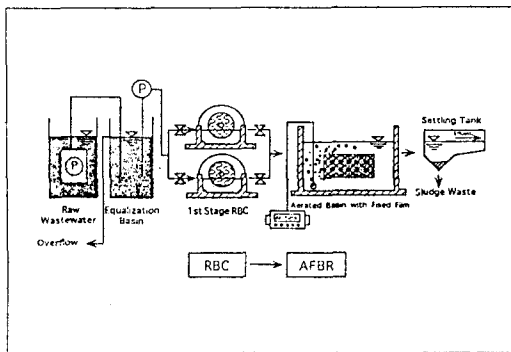 P
P
Settling Tank
Raw
Wastewater
Equalization
Basin
1st Stage RBC
Aerated Basin with Fixed Film
Sludge Waste
Overflow
RBC
AFBR